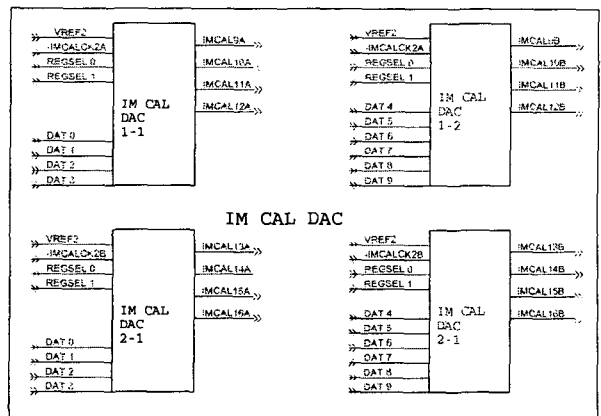 VREF2
-IMCALCK2A
REGSEL 0
REGSEL 1
DAT 0
DAT 1
DAT 2
DAT 3
IM CAL
DAC
1-1
IMCAL9A
IMCAL10A
IMCAL11A
IMCAL12A
VREF2
-IMCALCK2A
REGSEL 0
REGSEL 1
DAT 4
DAT 5
DAT 6
DAT 7
DAT 8
DAT 9
IM CAL
DAC
1-2
IMCAL9B
IMCAL10B
IMCAL11B
IMCAL12B
IM CAL DAC
VREF2
-IMCALCK2B
REGSEL 0
REGSEL 1
DAT 0
DAT 1
DAT 2
DAT 3
IM CAL
DAC
2-1
IMCAL13A
IMCAL14A
IMCAL15A
IMCAL16A
VREF2
-IMCALCK2B
REGSEL 0
REGSEL 1
DAT 4
DAT 5
DAT 6
DAT 7
DAT 8
DAT 9
IM CAL
DAC
2-1
IMCAL13B
IMCAL14B
IMCAL15B
IMCAL16B